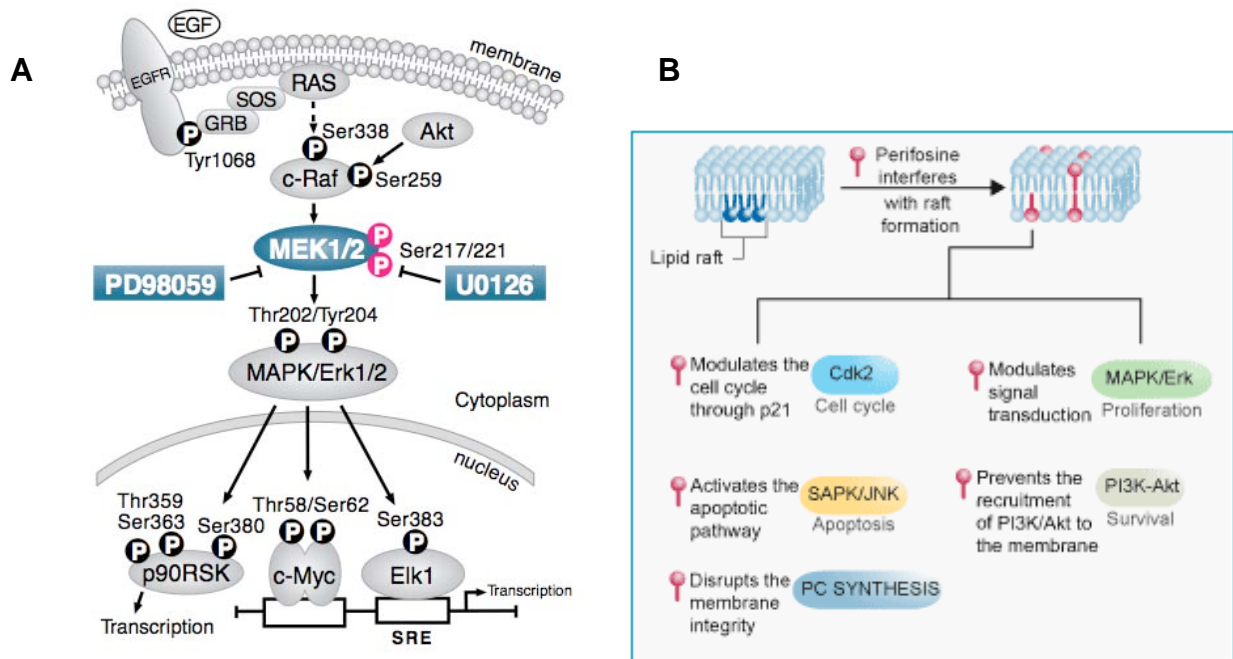 A
EGF
EGFR
membrane
RAS
SOS
GRB
P
Tyr1068
Ser338
P
Akt
c-Raf
P
Ser259
MEK1/2
P
P
Ser217/221
PD98059
U0126
Thr202/Tyr204
P P
MAPK/Erk1/2
Cytoplasm
nucleus
Thr359
Ser363
Ser380
P P P
p90RSK
Transcription
Thr58/Ser62
P P
c-Myc
Ser383
P
Elk1
Transcription
SRE
B
Lipid raft
Perifosine
interferes
with raft
formation
Modulates the
cell cycle
through p21
Cdk2
Cell cycle
Modulates
signal
transduction
MAPK/Erk
Proliferation
Activates the
apoptotic
pathway
SAPK/JNK
Apoptosis
Prevents the
recruitment
of PI3K/Akt to
the membrane
PI3K-Akt
Survival
Disrupts the
membrane
integrity
PC SYNTHESIS